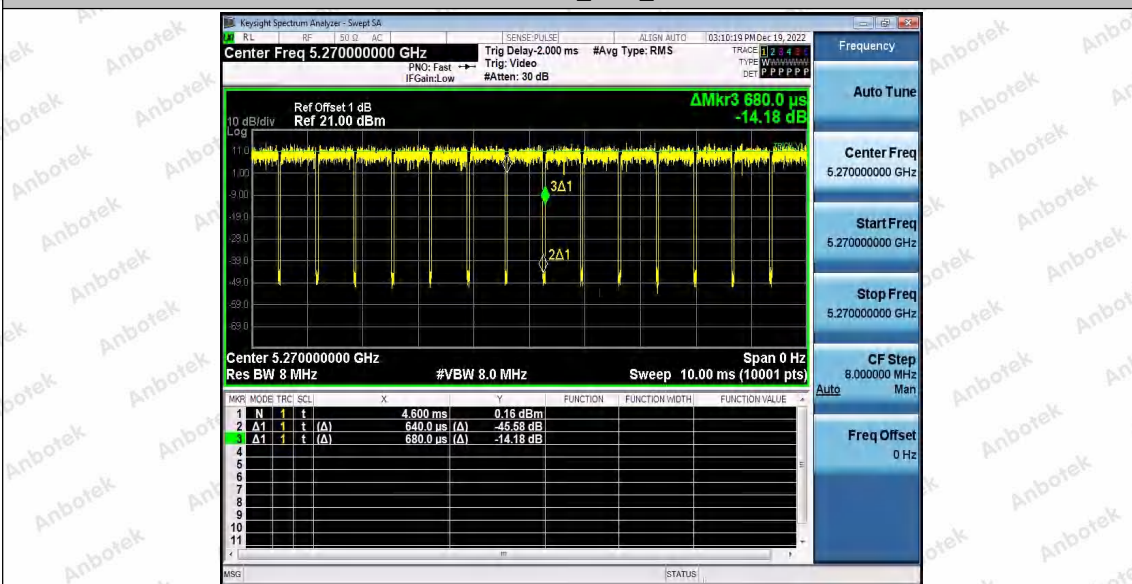 Keysight Spectrum Analyzer - Swept SA
RL RF 50 Ω AC SENSE:PULSE ALIGN AUTO 03:10:19 PM Dec 19, 2022
Center Freq 5.270000000 GHz
PNO: Fast
IFGain:Low
Trig Delay-2.000 ms #Avg Type: RMS
Trig: Video
#Atten: 30 dB
TRACE 1 2 3 4 5 6
TYPE W
DET P P P P P P
Frequency
Auto Tune
Center Freq
5.270000000 GHz
Start Freq
5.270000000 GHz
Stop Freq
5.270000000 GHz
CF Step
8.000000 MHz
Auto Man
Freq Offset
0 Hz
ΔMkr3 680.0 µs
-14.18 dB
Ref Offset 1 dB
10 dB/div Ref 21.00 dBm
Log
11.0
1.00
-9.00
-19.0
-29.0
-39.0
-49.0
-59.0
-69.0
3Δ1
2Δ1
Center 5.270000000 GHz Span 0 Hz
Res BW 8 MHz #VBW 8.0 MHz Sweep 10.00 ms (10001 pts)
MKR MODE TRC SCL X Y FUNCTION FUNCTION WIDTH FUNCTION VALUE
1 N 1 t 4.600 ms 0.16 dBm
2 Δ1 1 t (Δ) 640.0 µs (Δ) -45.58 dB
3 Δ1 1 t (Δ) 680.0 µs (Δ) -14.18 dB
4
5
6
7
8
9
10
11
MSG STATUS
Anbotek